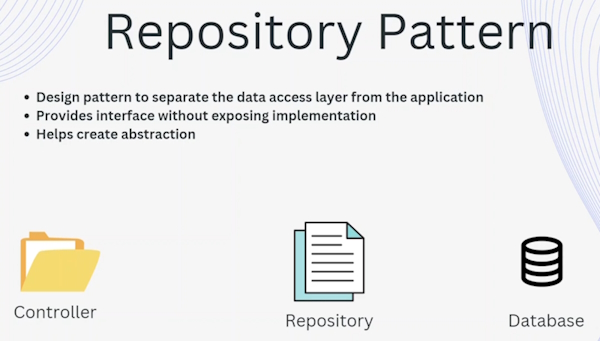 Repository Pattern
• Design pattern to separate the data access layer from the application
• Provides interface without exposing implementation
• Helps create abstraction
Controller
Repository
Database